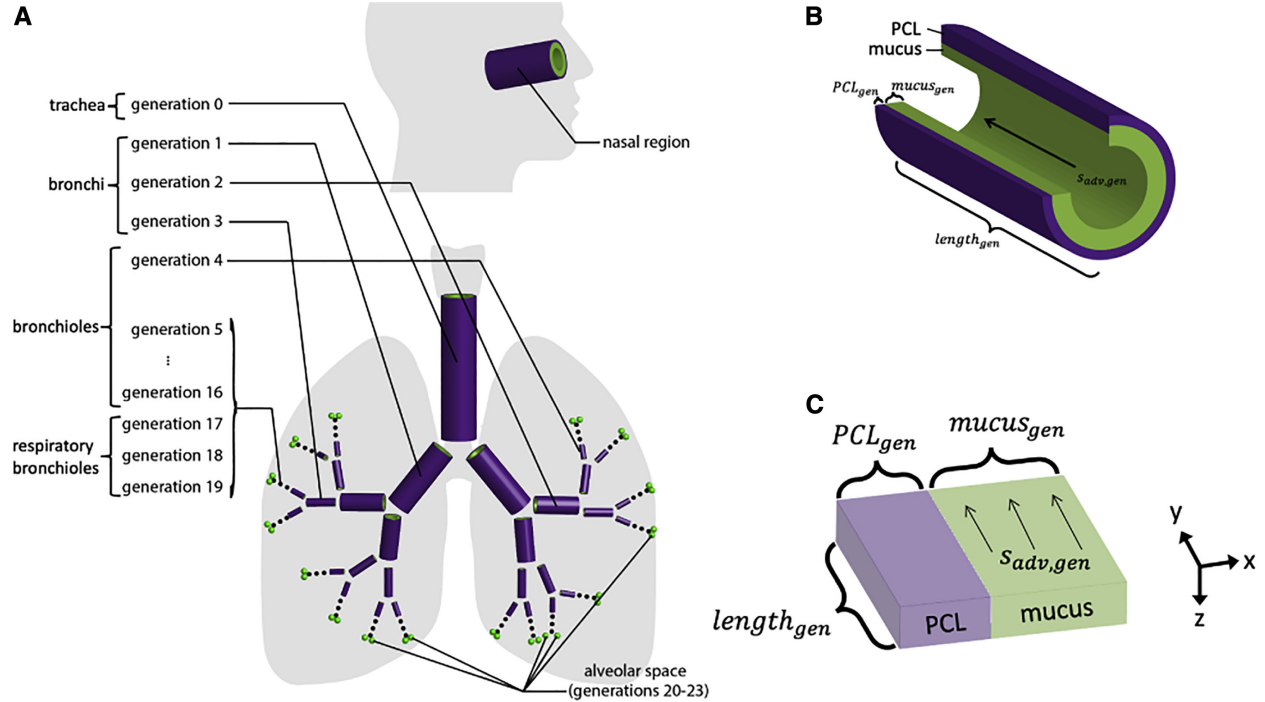 A
trachea
generation 0
generation 1
bronchi
generation 2
generation 3
generation 4
bronchioles
generation 5
⋮
generation 16
generation 17
respiratory
bronchioles
generation 18
generation 19
nasal region
alveolar space
(generations 20-23)
B
PCL
mucus
PCLgen
mucusgen
sadv,gen
lengthgen
C
PCLgen
mucusgen
sadv,gen
lengthgen
PCL
mucus
y
x
z